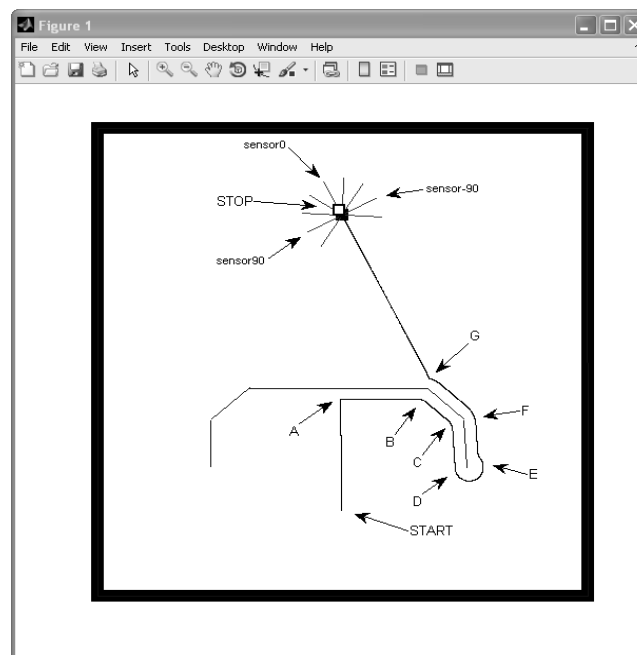 Figure 1
File Edit View Insert Tools Desktop Window Help
sensor0
STOP
sensor-90
sensor90
G
A
B
F
C
E
D
START